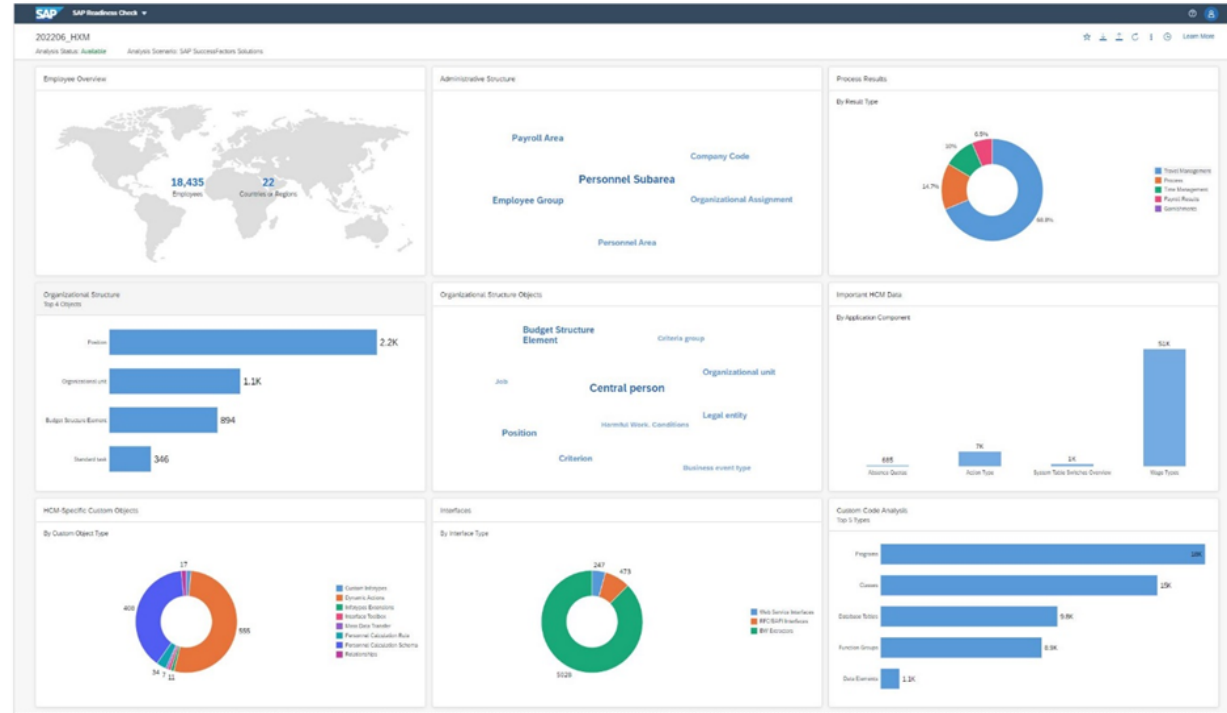 SAP SAP Readiness Check
202206_HXM
Analysis Status: Available Analysis Scenario: SAP SuccessFactors Solutions
Learn More
Employee Overview
18,435
Employees
22
Countries or Regions
Administrative Structure
Payroll Area
Company Code
Personnel Subarea
Employee Group
Organizational Assignment
Personnel Area
Process Results
By Result Type
6.5%
10%
14.7%
68.8%
Travel Management
Process
Time Management
Payroll Results
Garnishments
Organizational Structure
Top 4 Objects
Position 2.2K
Organizational unit 1.1K
Budget Structure Element 894
Standard task 346
Organizational Structure Objects
Budget Structure
Element
Criteria group
Organizational unit
Job
Central person
Legal entity
Harmful Work. Conditions
Position
Criterion
Business event type
Important HCM Data
By Application Component
51K
7K
1K
685
Absence Quotas
Action Type
System Table Switches Overview
Wage Types
HCM-Specific Custom Objects
By Custom Object Type
17
408
555
34
7
11
Custom Infotypes
Dynamic Actions
Infotypes Extensions
Interface Toolbox
Mass Data Transfer
Personnel Calculation Rule
Personnel Calculation Schema
Relationships
Interfaces
By Interface Type
247
473
5928
Web Service Interfaces
RFC/BAPI Interfaces
BW Extractors
Custom Code Analysis
Top 5 Types
Programs
Classes 15K
Database Tables 9.8K
Function Groups 8.9K
Data Elements 1.1K